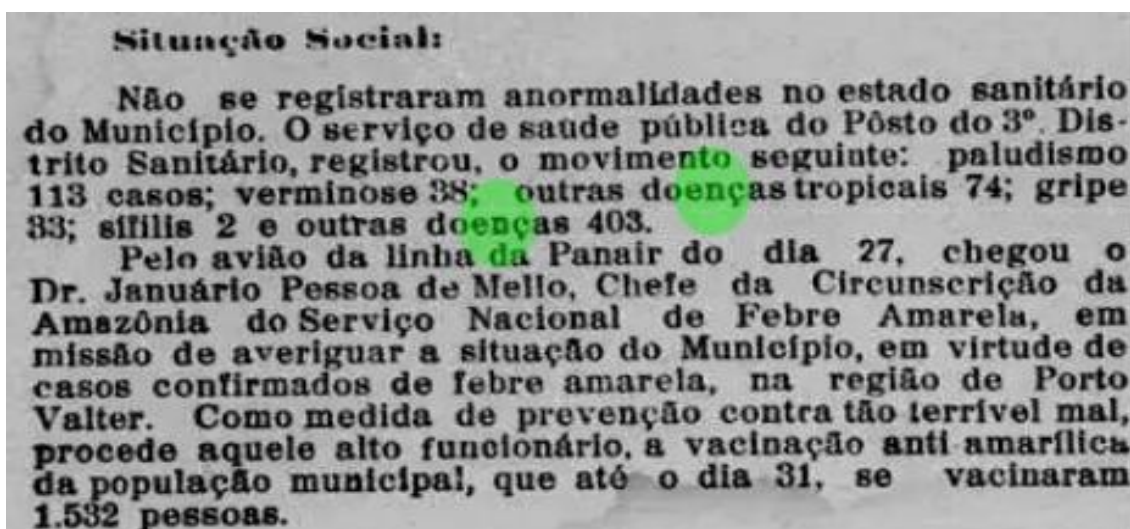 Situação Social:
Não se registraram anormalidades no estado sanitário
do Município. O serviço de saúde pública do Pôsto do 3º. Dis-
trito Sanitário, registrou, o movimento seguinte: paludismo
113 casos; verminose 38; outras doenças tropicais 74; gripe
33; sífilis 2 e outras doenças 403.
Pelo avião da linha da Panair do dia 27, chegou o
Dr. Januário Pessoa de Mello, Chefe da Circunscrição da
Amazônia do Serviço Nacional de Febre Amarela, em
missão de averiguar a situação do Município, em virtude de
casos confirmados de febre amarela, na região de Porto
Valter. Como medida de prevenção contra tão terrível mal,
procede aquele alto funcionário, a vacinação anti amarílica
da população municipal, que até o dia 31, se vacinaram
1.532 pessoas.